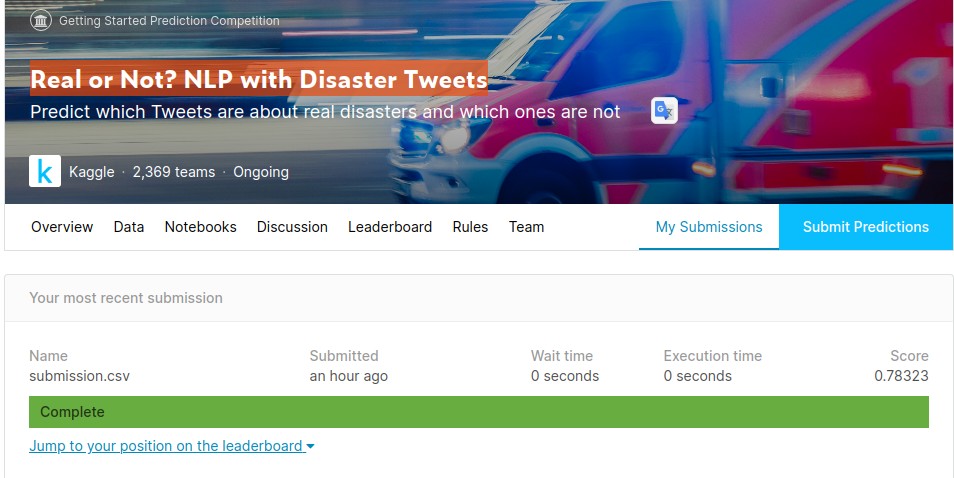 Getting Started Prediction Competition
Real or Not? NLP with Disaster Tweets
Predict which Tweets are about real disasters and which ones are not
G
k Kaggle · 2,369 teams · Ongoing
Overview Data Notebooks Discussion Leaderboard Rules Team My Submissions Submit Predictions
Your most recent submission
Name Submitted Wait time Execution time Score
submission.csv an hour ago 0 seconds 0 seconds 0.78323
Complete
Jump to your position on the leaderboard